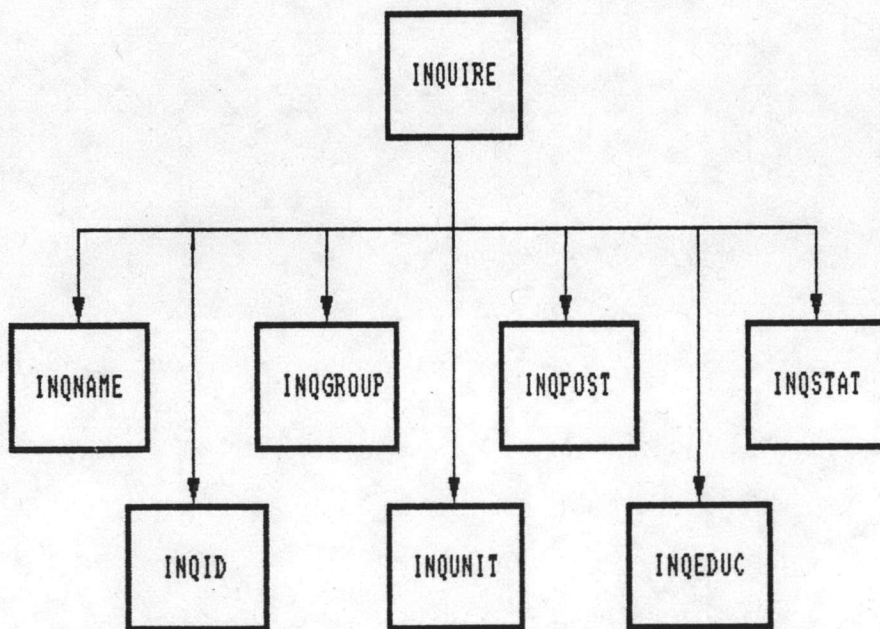 INQUIRE
INQNAME
INQGROUP
INQPOST
INQSTAT
INQID
INQUNIT
INQEDUC